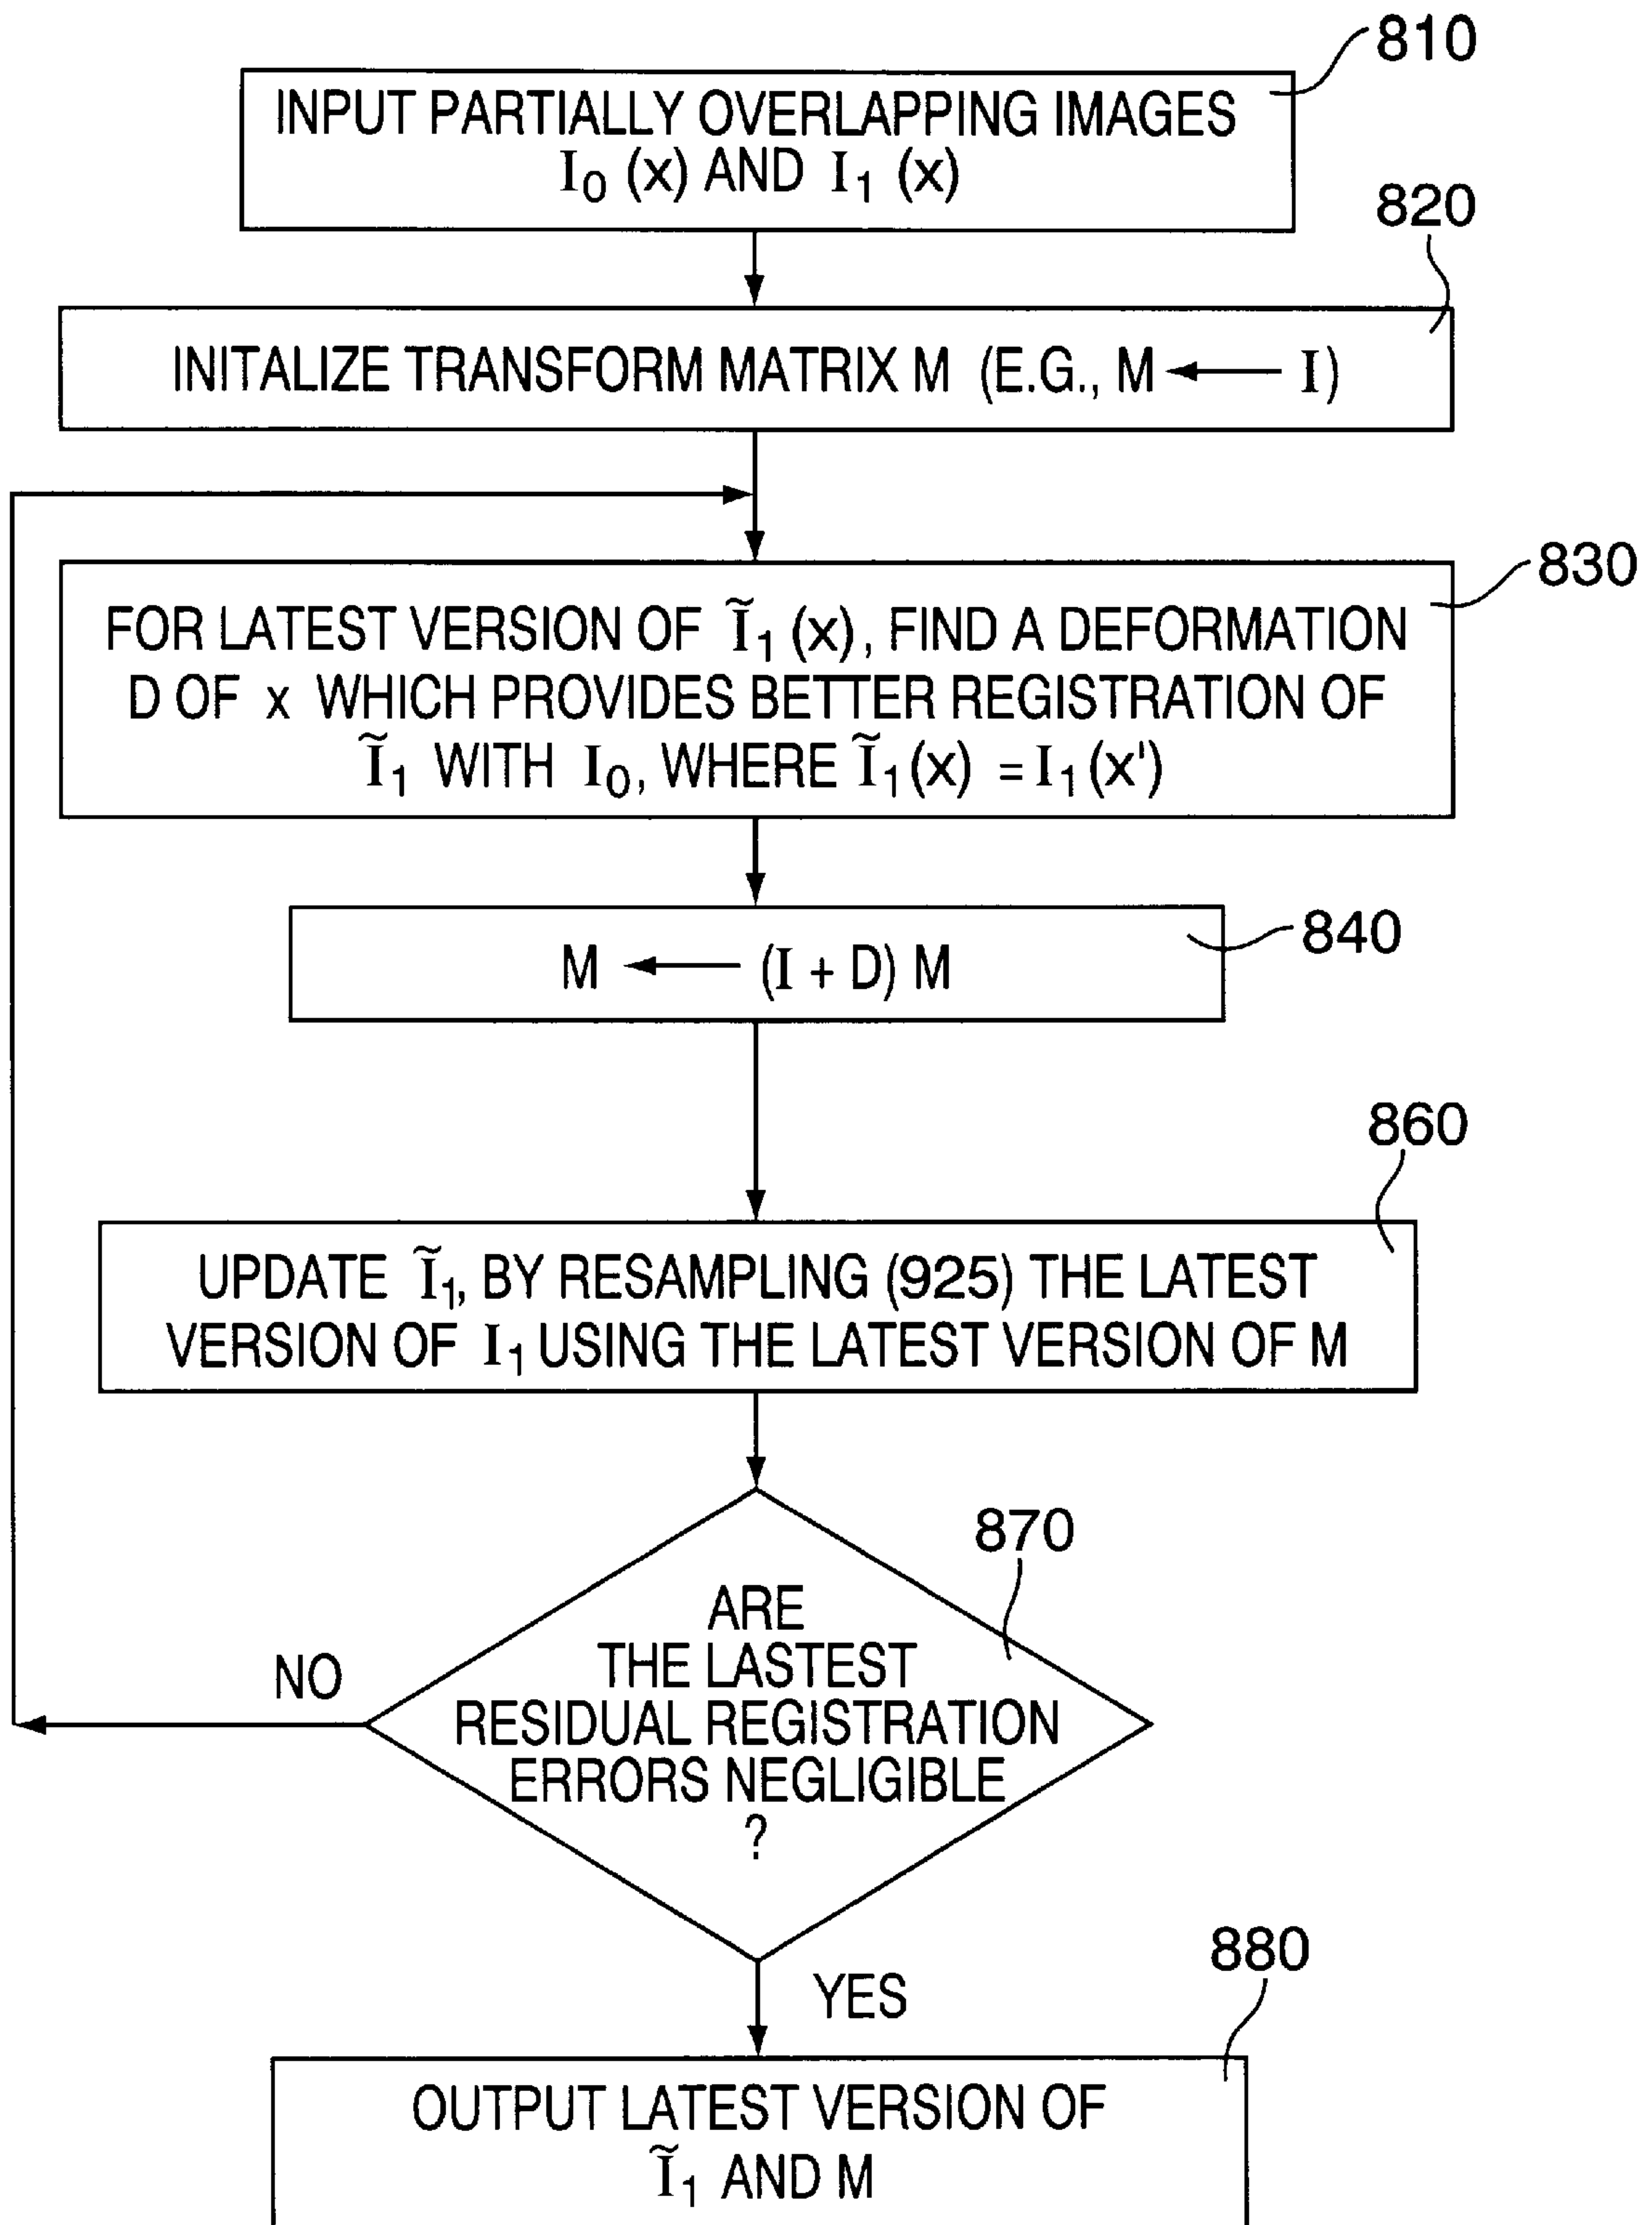 810
INPUT PARTIALLY OVERLAPPING IMAGES
I₀ (x) AND I₁ (x)
820
INITALIZE TRANSFORM MATRIX M (E.G., M ← I)
830
FOR LATEST VERSION OF Ĩ₁ (x), FIND A DEFORMATION
D OF x WHICH PROVIDES BETTER REGISTRATION OF
Ĩ₁ WITH I₀, WHERE Ĩ₁ (x) = I₁ (x')
840
M ← (I + D) M
860
UPDATE Ĩ₁, BY RESAMPLING (925) THE LATEST
VERSION OF I₁ USING THE LATEST VERSION OF M
870
ARE
THE LASTEST
RESIDUAL REGISTRATION
ERRORS NEGLIGIBLE
?
NO
YES
880
OUTPUT LATEST VERSION OF
Ĩ₁ AND M